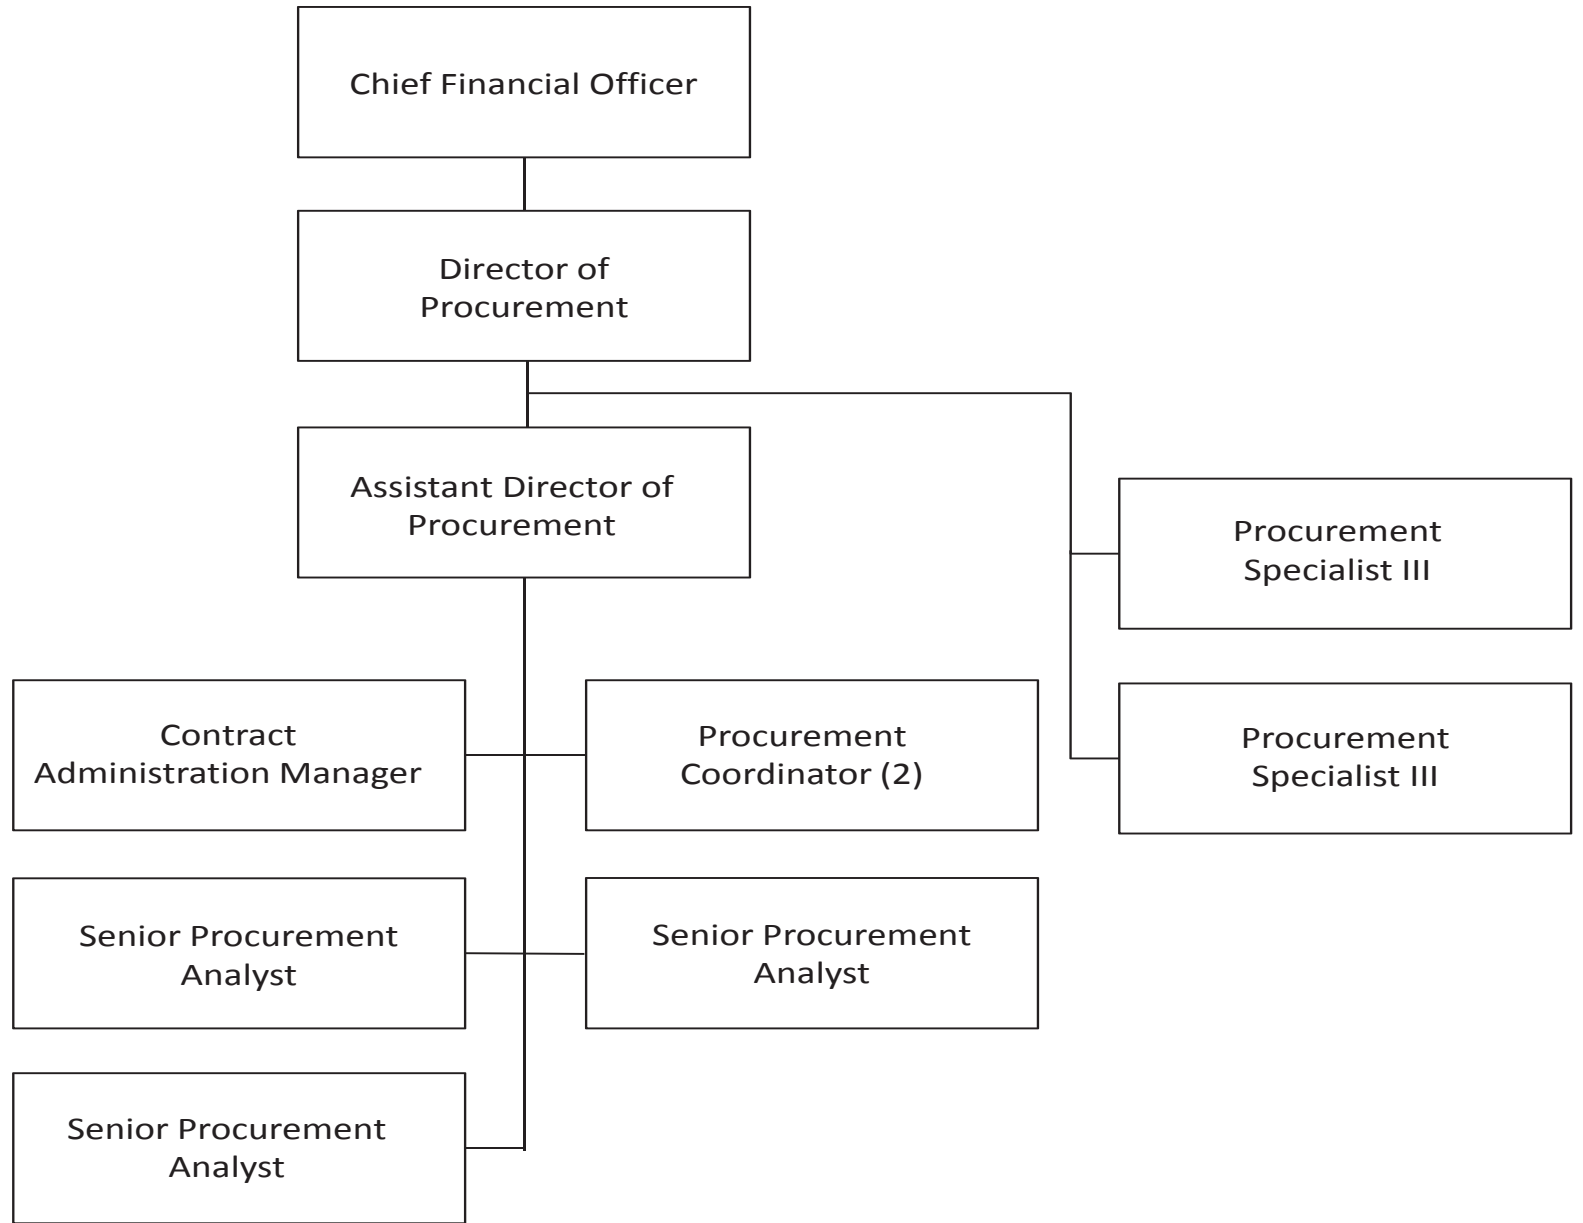 Chief Financial Officer
Director of
Procurement
Assistant Director of
Procurement
Procurement
Specialist III
Contract
Administration Manager
Procurement
Coordinator (2)
Procurement
Specialist III
Senior Procurement
Analyst
Senior Procurement
Analyst
Senior Procurement
Analyst